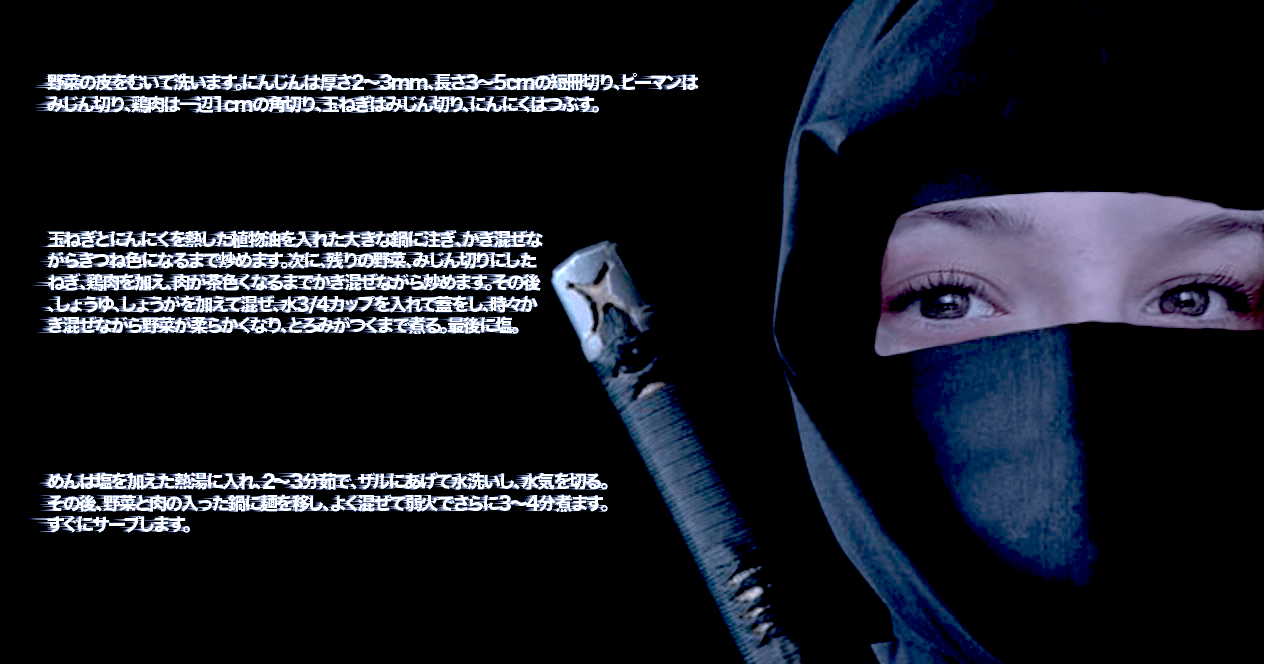 野菜の皮をむいて洗います。にんじんは厚さ2〜3mm、長さ3〜5cmの短冊切り、ピーマンは
みじん切り、鶏肉は一辺1cmの角切り、玉ねぎはみじん切り、にんにくはつぶす。
玉ねぎとにんにくを熱した植物油を入れた大きな鍋に注ぎ、かき混ぜな
がらきつね色になるまで炒めます。次に、残りの野菜、みじん切りにした
ねぎ、鶏肉を加え、肉が茶色くなるまでかき混ぜながら炒めます。その後
、しょうゆ、しょうがを加えて混ぜ、水3/4カップを入れて蓋をし、時々か
き混ぜながら野菜が柔らかくなり、とろみがつくまで煮る。最後に塩。
めんは塩を加えた熱湯に入れ、2〜3分茹で、ザルにあげて水洗いし、水気を切る。
その後、野菜と肉の入った鍋に麺を移し、よく混ぜて弱火でさらに3〜4分煮ます。
すぐにサーブします。